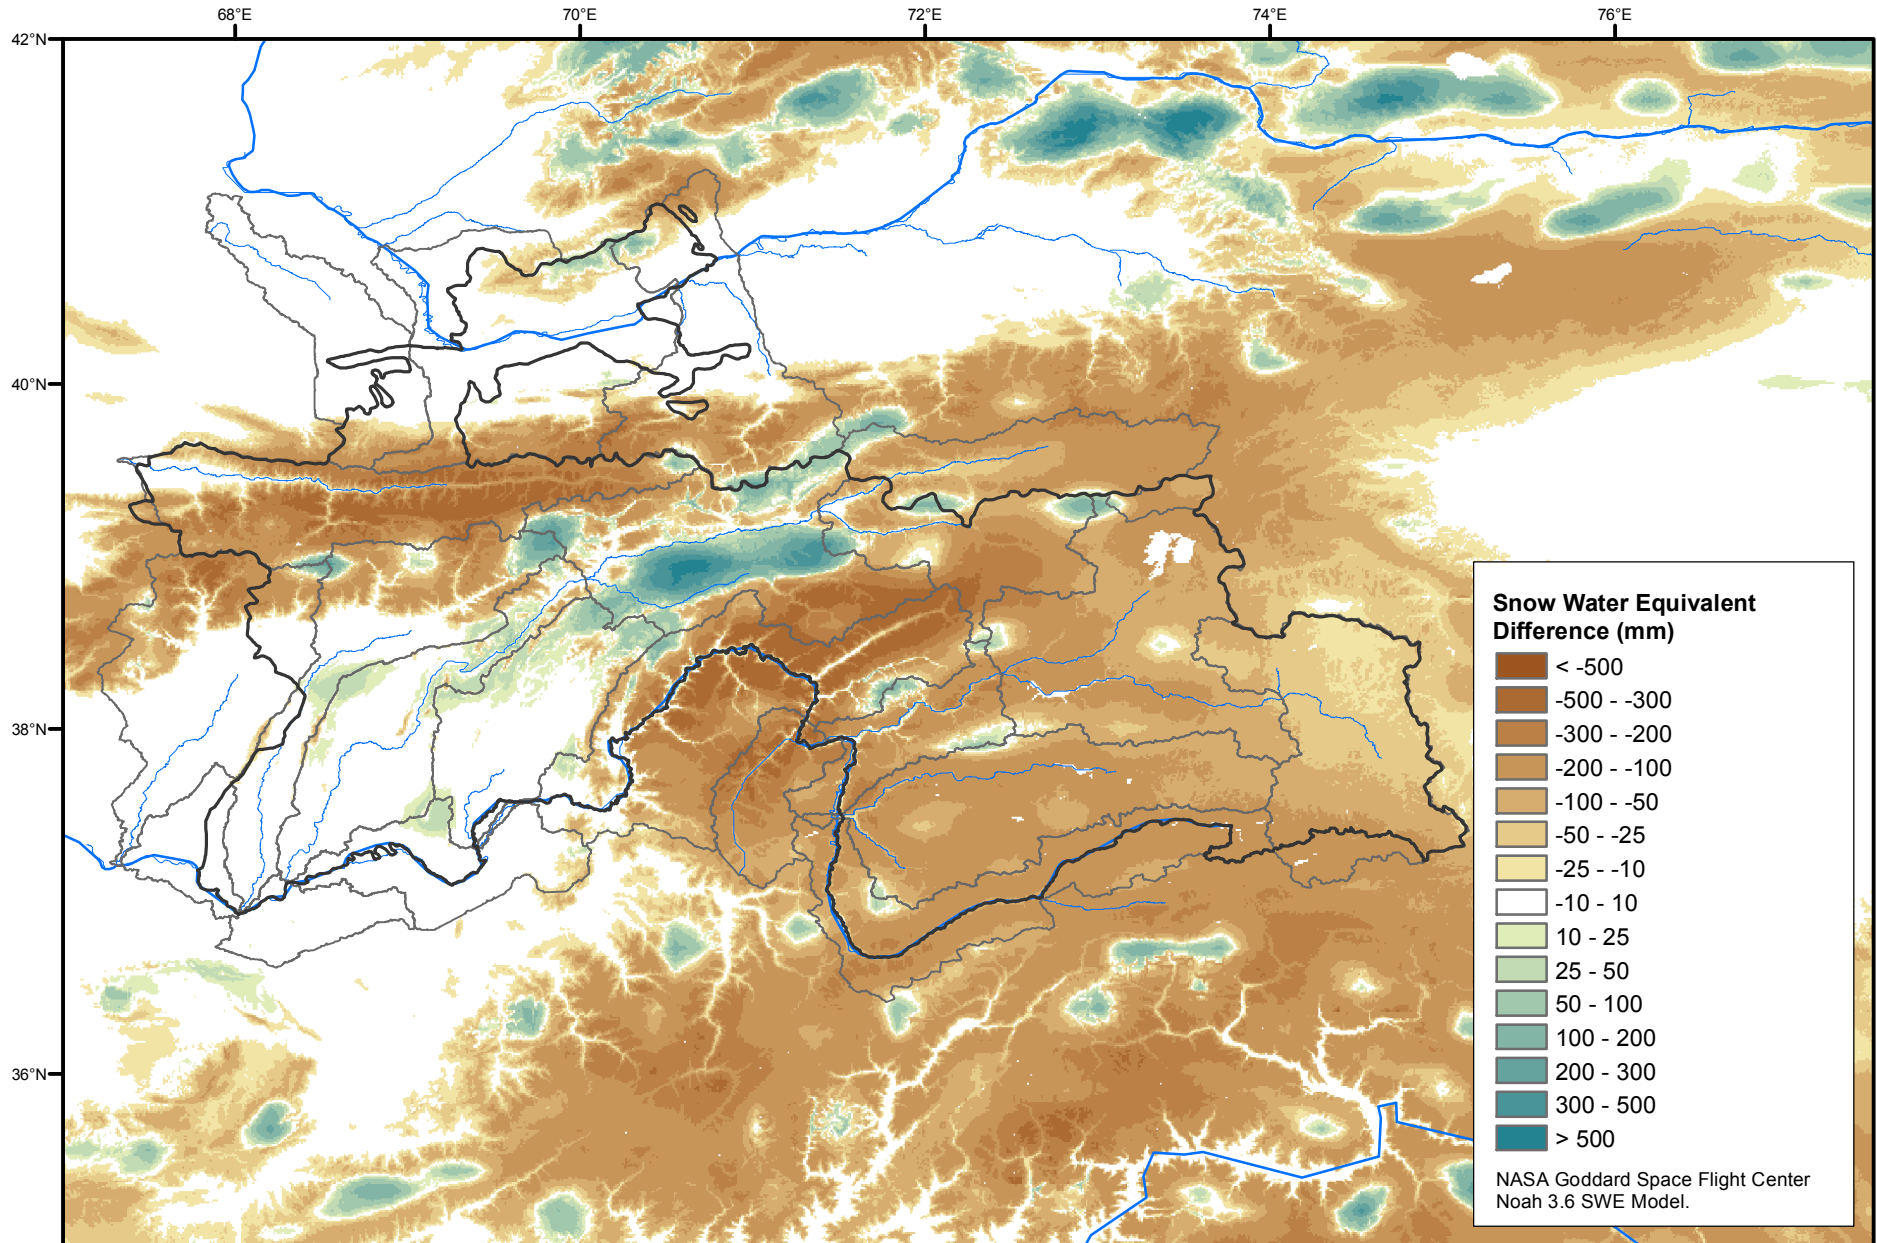 68°E
70°E
72°E
74°E
76°E
42°N
40°N
38°N
36°N
Snow Water Equivalent
Difference (mm)
< -500
-500 - -300
-300 - -200
-200 - -100
-100 - -50
-50 - -25
-25 - -10
-10 - 10
10 - 25
25 - 50
50 - 100
100 - 200
200 - 300
300 - 500
> 500
NASA Goddard Space Flight Center
Noah 3.6 SWE Model.